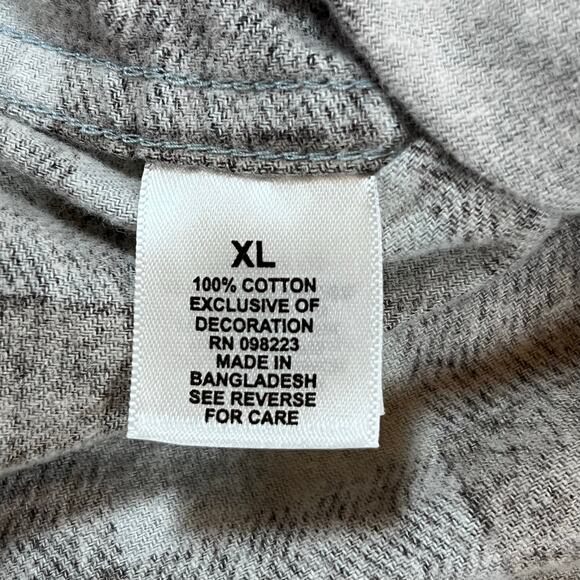 XL
100% COTTON
EXCLUSIVE OF
DECORATION
RN 098223
MADE IN
BANGLADESH
SEE REVERSE
FOR CARE